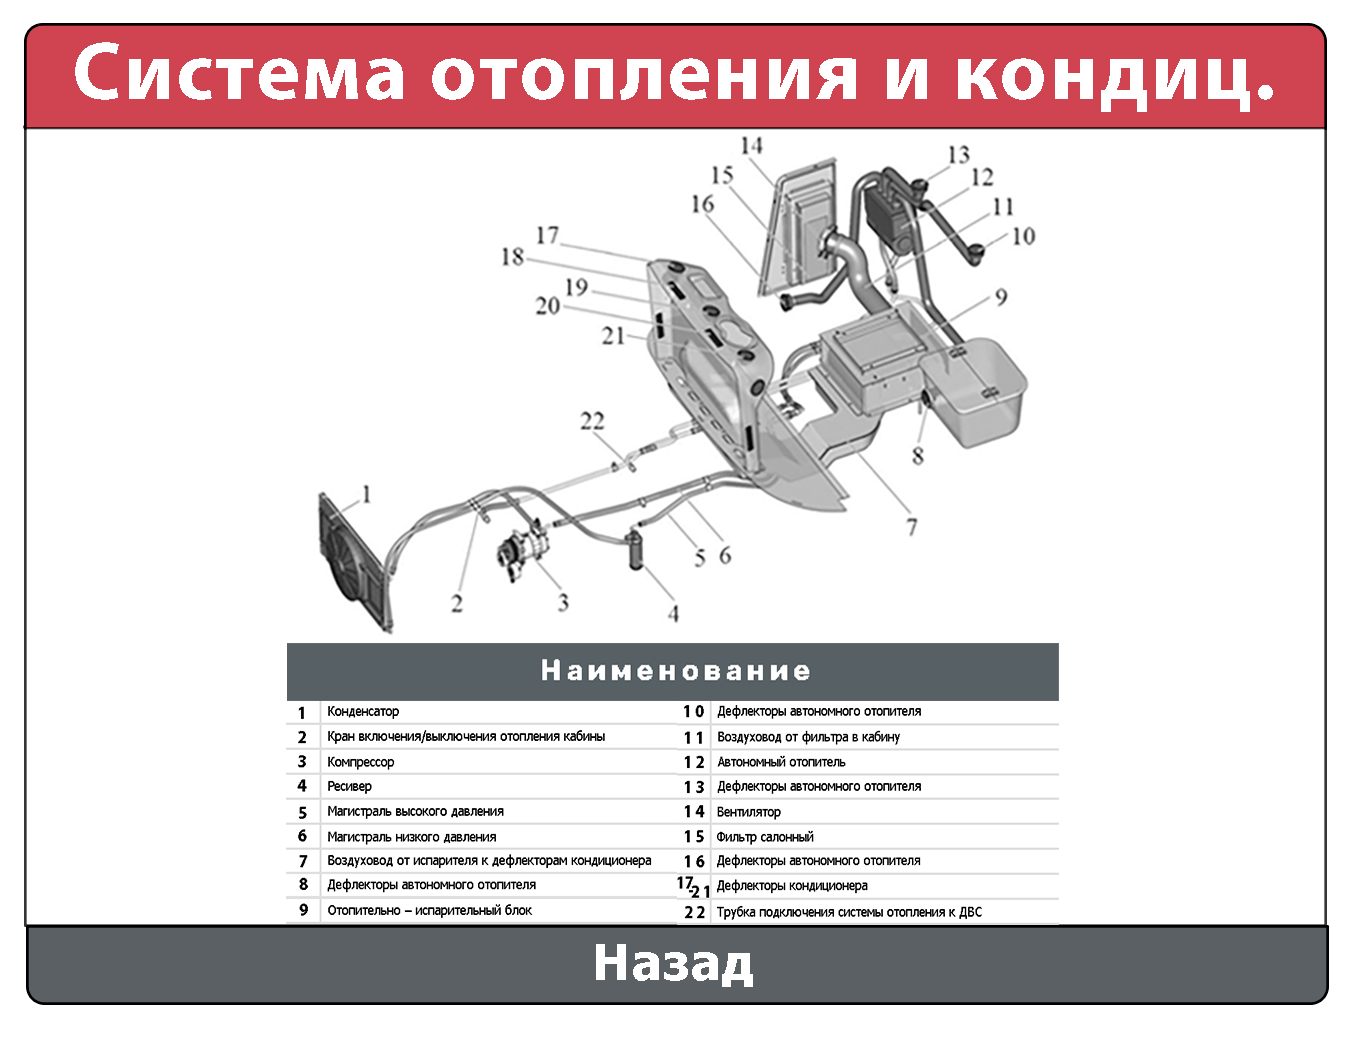 Система отопления и кондиц.
14
13
15
12
16
11
10
17
18
19
9
20
21
22
8
1
7
5
6
2
3
4
Наименование
1 Конденсатор
2 Кран включения/выключения отопления кабины
3 Компрессор
4 Ресивер
5 Магистраль высокого давления
6 Магистраль низкого давления
7 Воздуховод от испарителя к дефлекторам кондиционера
8 Дефлекторы автономного отопителя
9 Отопительно – испарительный блок
10 Дефлекторы автономного отопителя
11 Воздуховод от фильтра в кабину
12 Автономный отопитель
13 Дефлекторы автономного отопителя
14 Вентилятор
15 Фильтр салонный
16 Дефлекторы автономного отопителя
17-21 Дефлекторы кондиционера
22 Трубка подключения системы отопления к ДВС
Назад